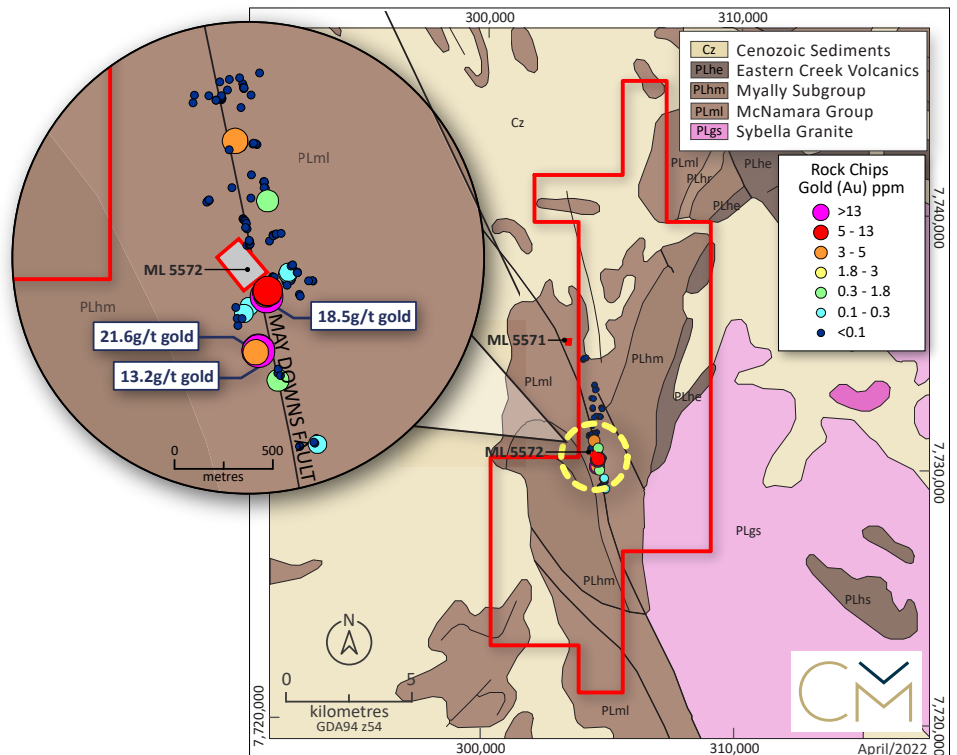 300,000
310,000
Cz Cenozoic Sediments
PLhe Eastern Creek Volcanics
PLhm Myally Subgroup
PLml McNamara Group
PLgs Sybella Granite
Rock Chips
Gold (Au) ppm
>13
5 - 13
3 - 5
1.8 - 3
0.3 - 1.8
0.1 - 0.3
<0.1
PLml
ML 5572
PLhm
18.5g/t gold
21.6g/t gold
13.2g/t gold
MAY DOWNS FAULT
0 500
metres
Cz
PLml
PLhr
PLhe
PLhe
7,740,000
ML 5571
PLhm
PLml
PLhe
ML 5572
7,730,000
PLgs
PLhm
PLhs
N
0 5
kilometres
GDA94 z54
PLml
CM
7,720,000
7,720,000
300,000
310,000
April/2022